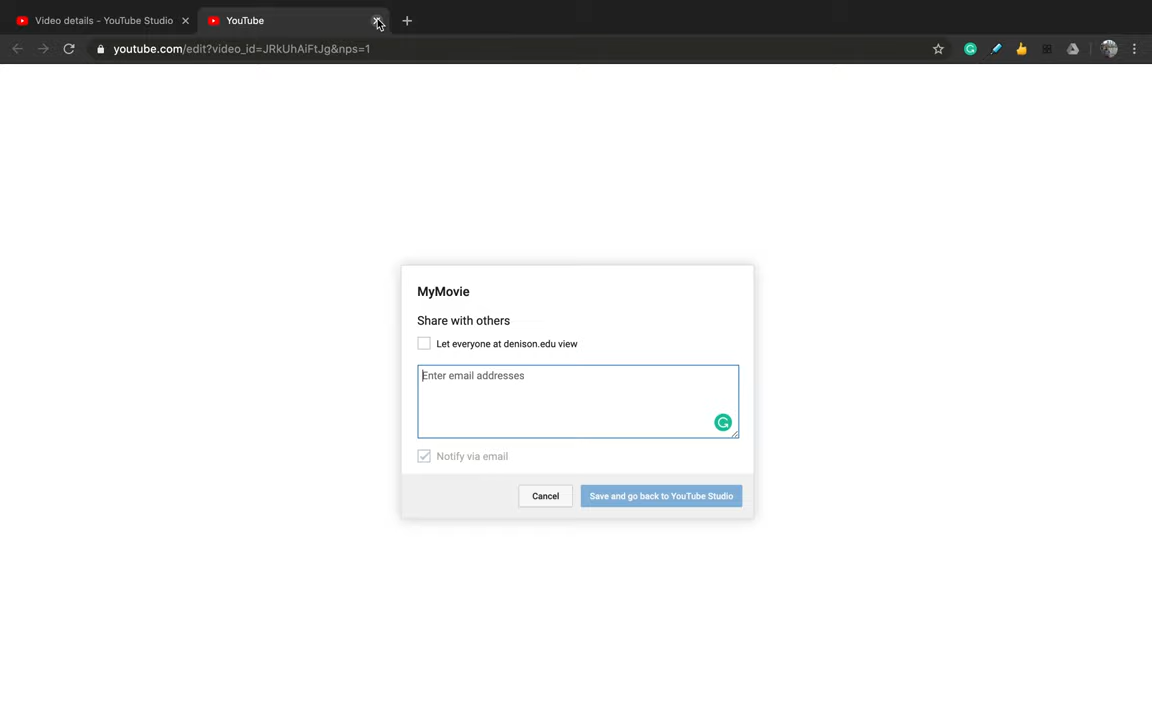 Video details - YouTube Studio
YouTube
youtube.com/edit?video_id=JRkUhAiFtJg&nps=1
MyMovie
Share with others
Let everyone at denison.edu view
Enter email addresses
Notify via email
Cancel
Save and go back to YouTube Studio